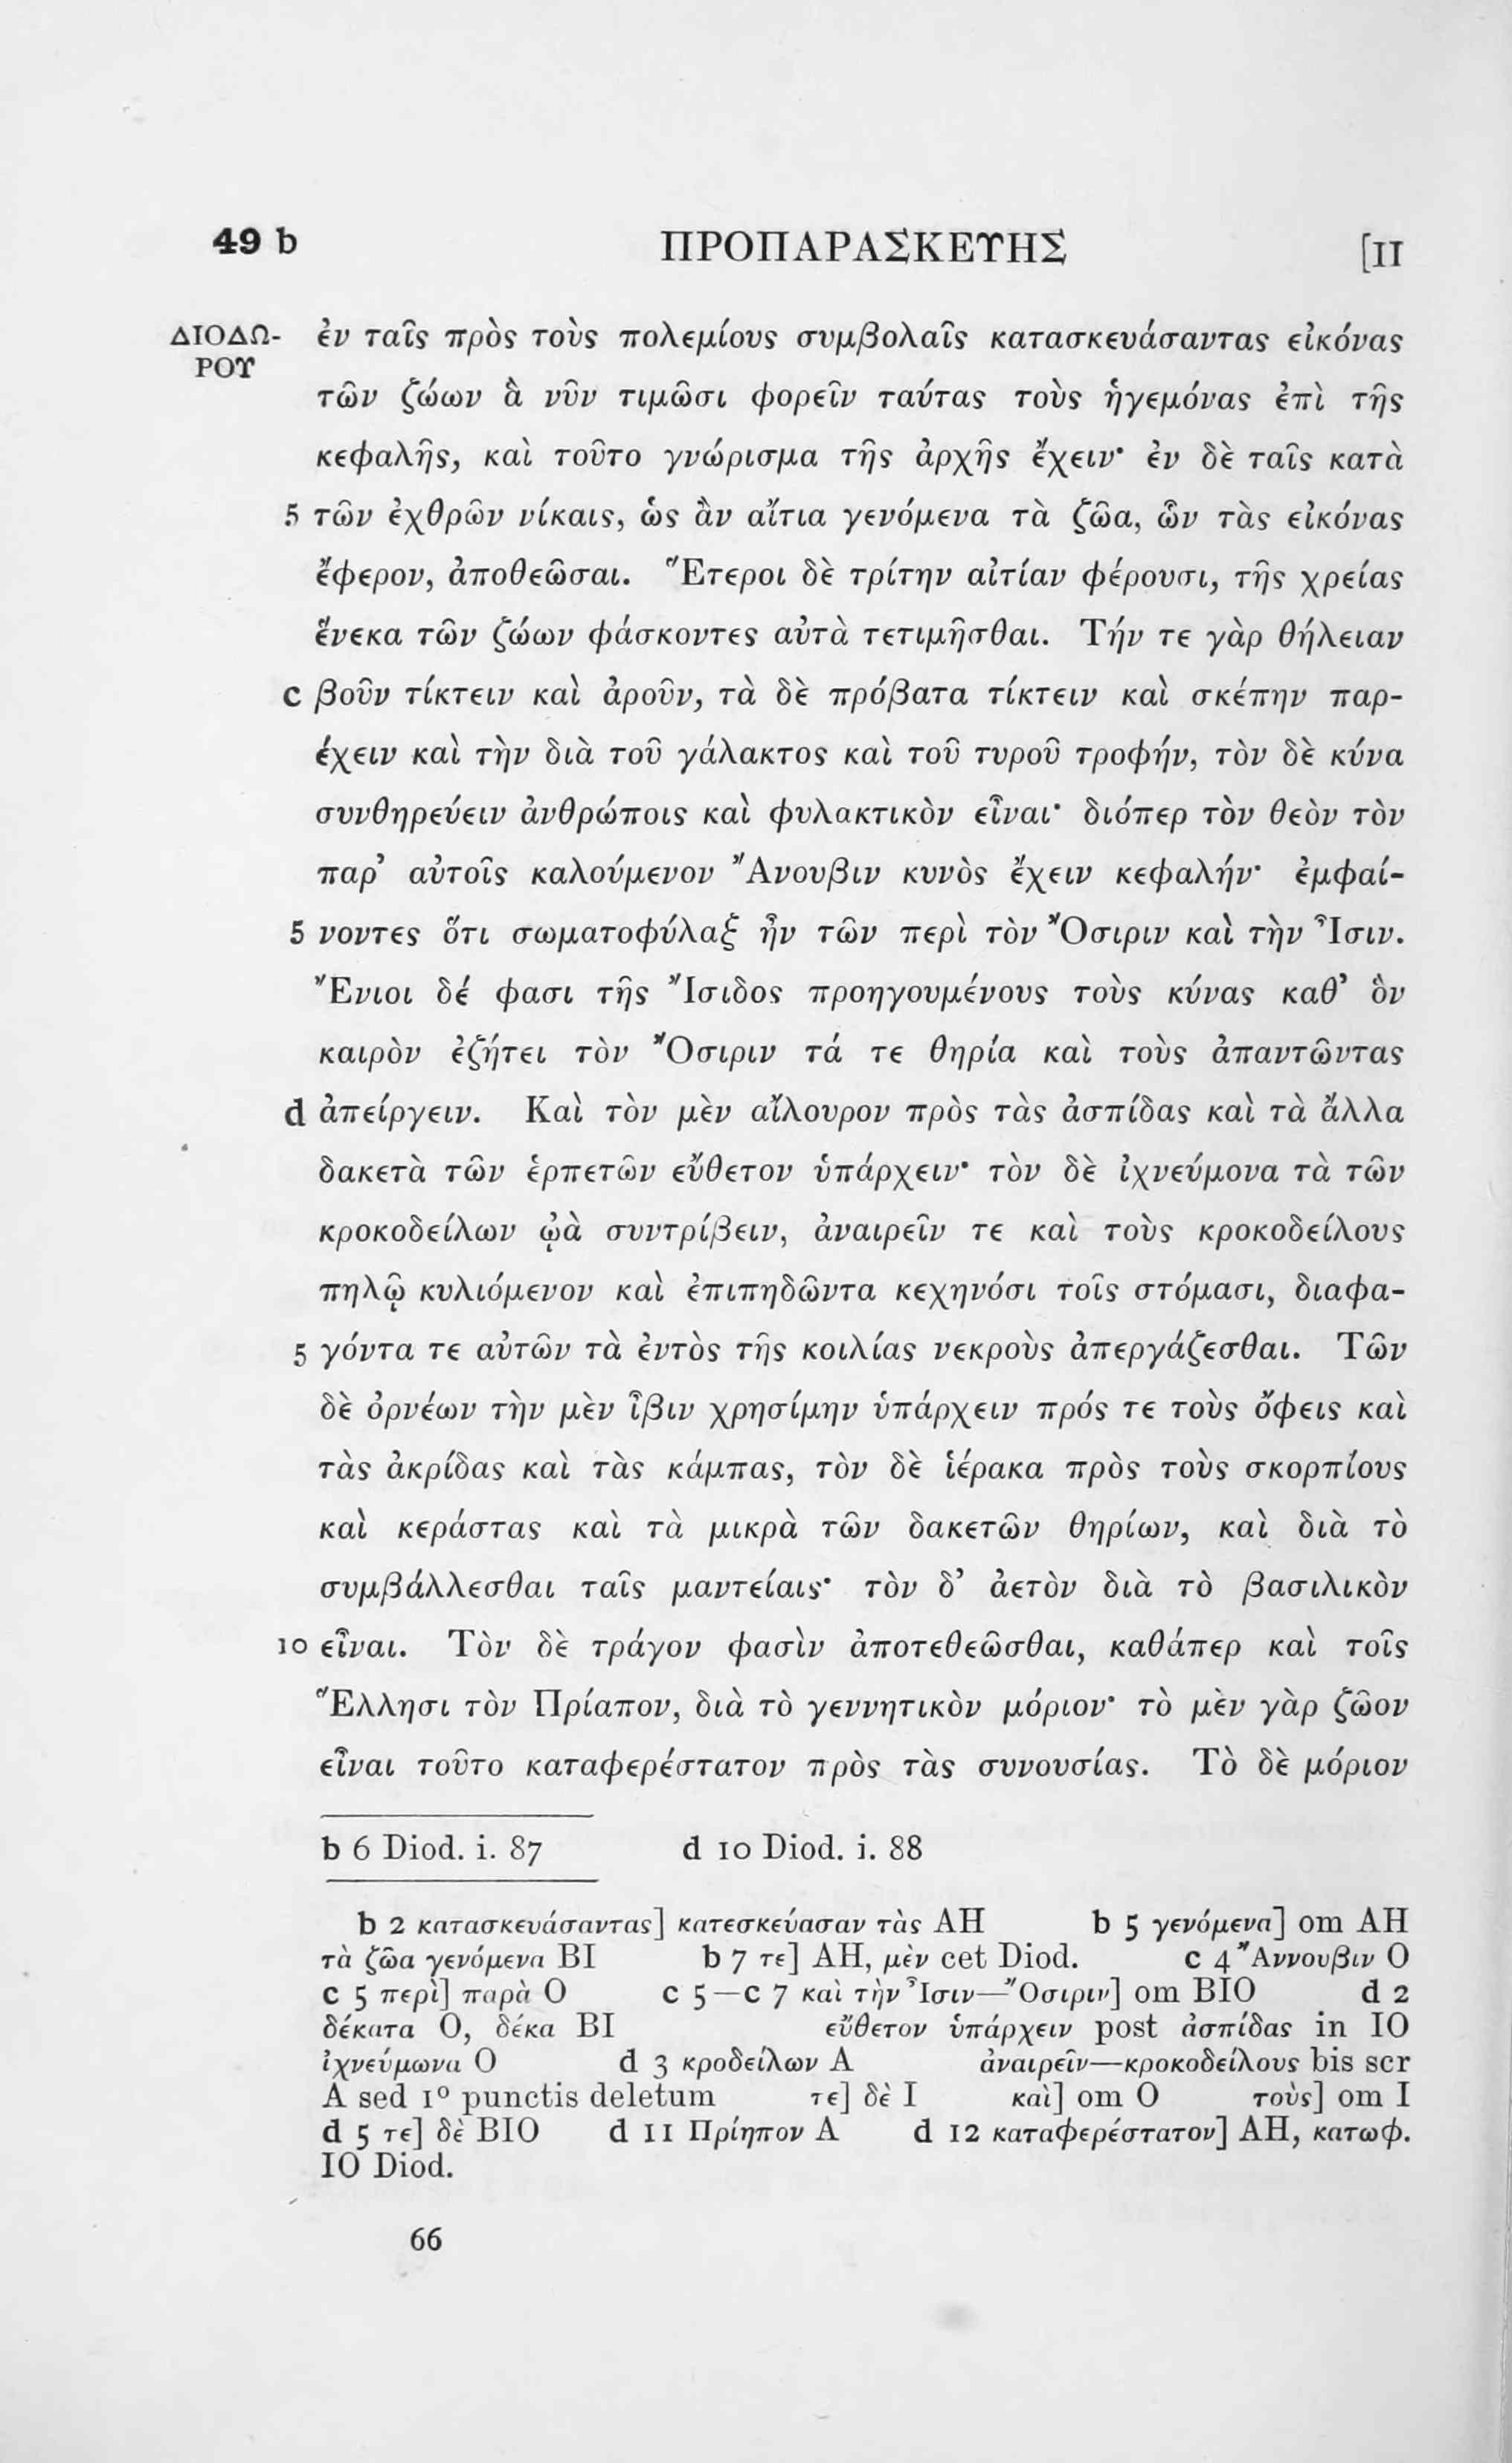 49 b ΠΡΟΠΑΡΑΣΚΕΥΗΣ [II
ΔΙΟΔΩ- ἐν ταῖς πρὸς τοὺς πολεμίους συμβολαῖς κατασκευάσαντας εἰκόνας
ΡΟΥ
τῶν ζῴων ἃ νῦν τιμῶσι φορεῖν ταύτας τοὺς ἡγεμόνας ἐπὶ τῆς
κεφαλῆς, καὶ τοῦτο γνώρισμα τῆς ἀρχῆς ἔχειν· ἐν δὲ ταῖς κατὰ
5 τῶν ἐχθρῶν νίκαις, ὡς ἂν αἴτια γενόμενα τὰ ζῶα, ὧν τὰς εἰκόνας
ἔφερον, ἀποθεῶσαι. Ἕτεροι δὲ τρίτην αἰτίαν φέρουσι, τῆς χρείας
ἕνεκα τῶν ζώων φάσκοντες αὐτὰ τετιμῆσθαι. Τήν τε γὰρ θήλειαν
c βοῦν τίκτειν καὶ ἀροῦν, τὰ δὲ πρόβατα τίκτειν καὶ σκέπην παρ-
έχειν καὶ τὴν διὰ τοῦ γάλακτος καὶ τοῦ τυροῦ τροφήν, τὸν δὲ κύνα
συνθηρεύειν ἀνθρώποις καὶ φυλακτικὸν εἶναι· διόπερ τὸν θεὸν τὸν
παρ’ αὐτοῖς καλούμενον Ἄνουβιν κυνὸς ἔχειν κεφαλήν· ἐμφαί-
5 νοντες ὅτι σωματοφύλαξ ἦν τῶν περὶ τὸν Ὄσιριν καὶ τὴν Ἶσιν.
Ἔνιοι δέ φασι τῆς Ἴσιδος προηγουμένους τοὺς κύνας καθ’ ὃν
καιρὸν ἐζήτει τὸν Ὄσιριν τά τε θηρία καὶ τοὺς ἀπαντῶντας
d ἀπείργειν. Καὶ τὸν μὲν αἴλουρον πρὸς τὰς ἀσπίδας καὶ τὰ ἄλλα
δακετὰ τῶν ἑρπετῶν εὔθετον ὑπάρχειν· τὸν δὲ ἰχνεύμονα τὰ τῶν
κροκοδείλων ᾠὰ συντρίβειν, ἀναιρεῖν τε καὶ τοὺς κροκοδείλους
πηλῷ κυλιόμενον καὶ ἐπιπηδῶντα κεχηνόσι τοῖς στόμασι, διαφα-
5 γόντα τε αὐτῶν τὰ ἐντὸς τῆς κοιλίας νεκροὺς ἀπεργάζεσθαι. Τῶν
δὲ ὀρνέων τὴν μὲν ἶβιν χρησίμην ὑπάρχειν πρός τε τοὺς ὄφεις καὶ
τὰς ἀκρίδας καὶ τὰς κάμπας, τὸν δὲ ἱέρακα πρὸς τοὺς σκορπίους
καὶ κεράστας καὶ τὰ μικρὰ τῶν δακετῶν θηρίων, καὶ διὰ τὸ
συμβάλλεσθαι ταῖς μαντείαις· τὸν δ’ ἀετὸν διὰ τὸ βασιλικὸν
10 εἶναι. Τὸν δὲ τράγον φασὶν ἀποτεθεῶσθαι, καθάπερ καὶ τοῖς
Ἕλλησι τὸν Πρίαπον, διὰ τὸ γεννητικὸν μόριον· τὸ μὲν γὰρ ζῶον
εἶναι τοῦτο καταφερέστατον πρὸς τὰς συνουσίας. Τὸ δὲ μόριον
b 6 Diod. i. 87 d 10 Diod. i. 88
b 2 κατασκευάσαντας] κατεσκεύασαν τὰς AH b 5 γενόμενα] om AH
τὰ ζῶα γενόμενα BI b 7 τε] AH, μὲν cet Diod. c 4 Ἄννουβιν O
c 5 περὶ] παρὰ O c 5—c 7 καὶ τὴν Ἶσιν—Ὄσιριν] om BIO d 2
δέκατα O, δέκα BI εὔθετον ὑπάρχειν post ἀσπίδας in IO
ἰχνεύμωνα O d 3 κροδείλων A ἀναιρεῖν—κροκοδείλους bis scr
A sed 1º punctis deletum τε] δὲ I καὶ] om O τοὺς] om I
d 5 τε] δὲ BIO d 11 Πρίηπον A d 12 καταφερέστατον] AH, κατωφ.
IO Diod.
66